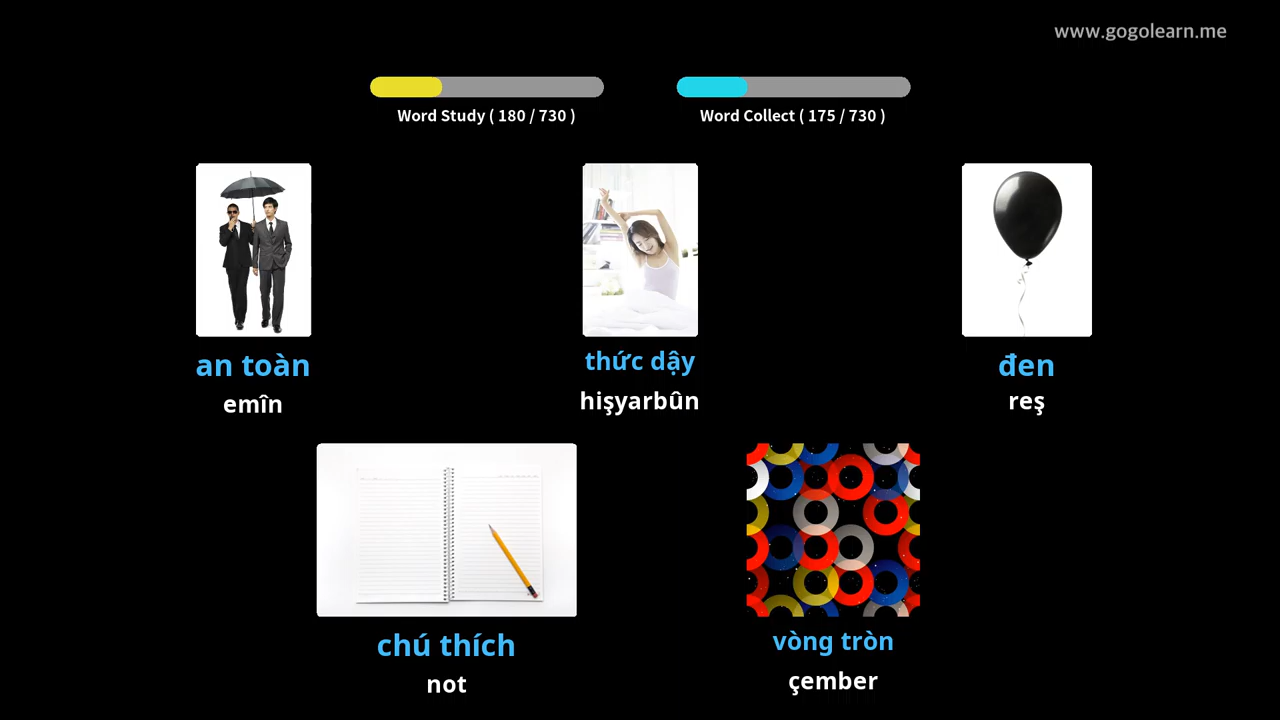 www.gogolearn.me
Word Study ( 180 / 730 )
Word Collect ( 175 / 730 )
an toàn
emîn
thức dậy
hişyarbûn
đen
reş
chú thích
not
vòng tròn
çember